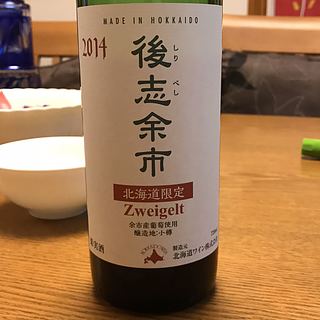 MADE IN HOKKAIDO
2014
後志余市
しり べし
北海道限定
Zweigelt
余市産葡萄使用
醸造地:小樽
果実酒
製造元
北海道ワイン株式会社